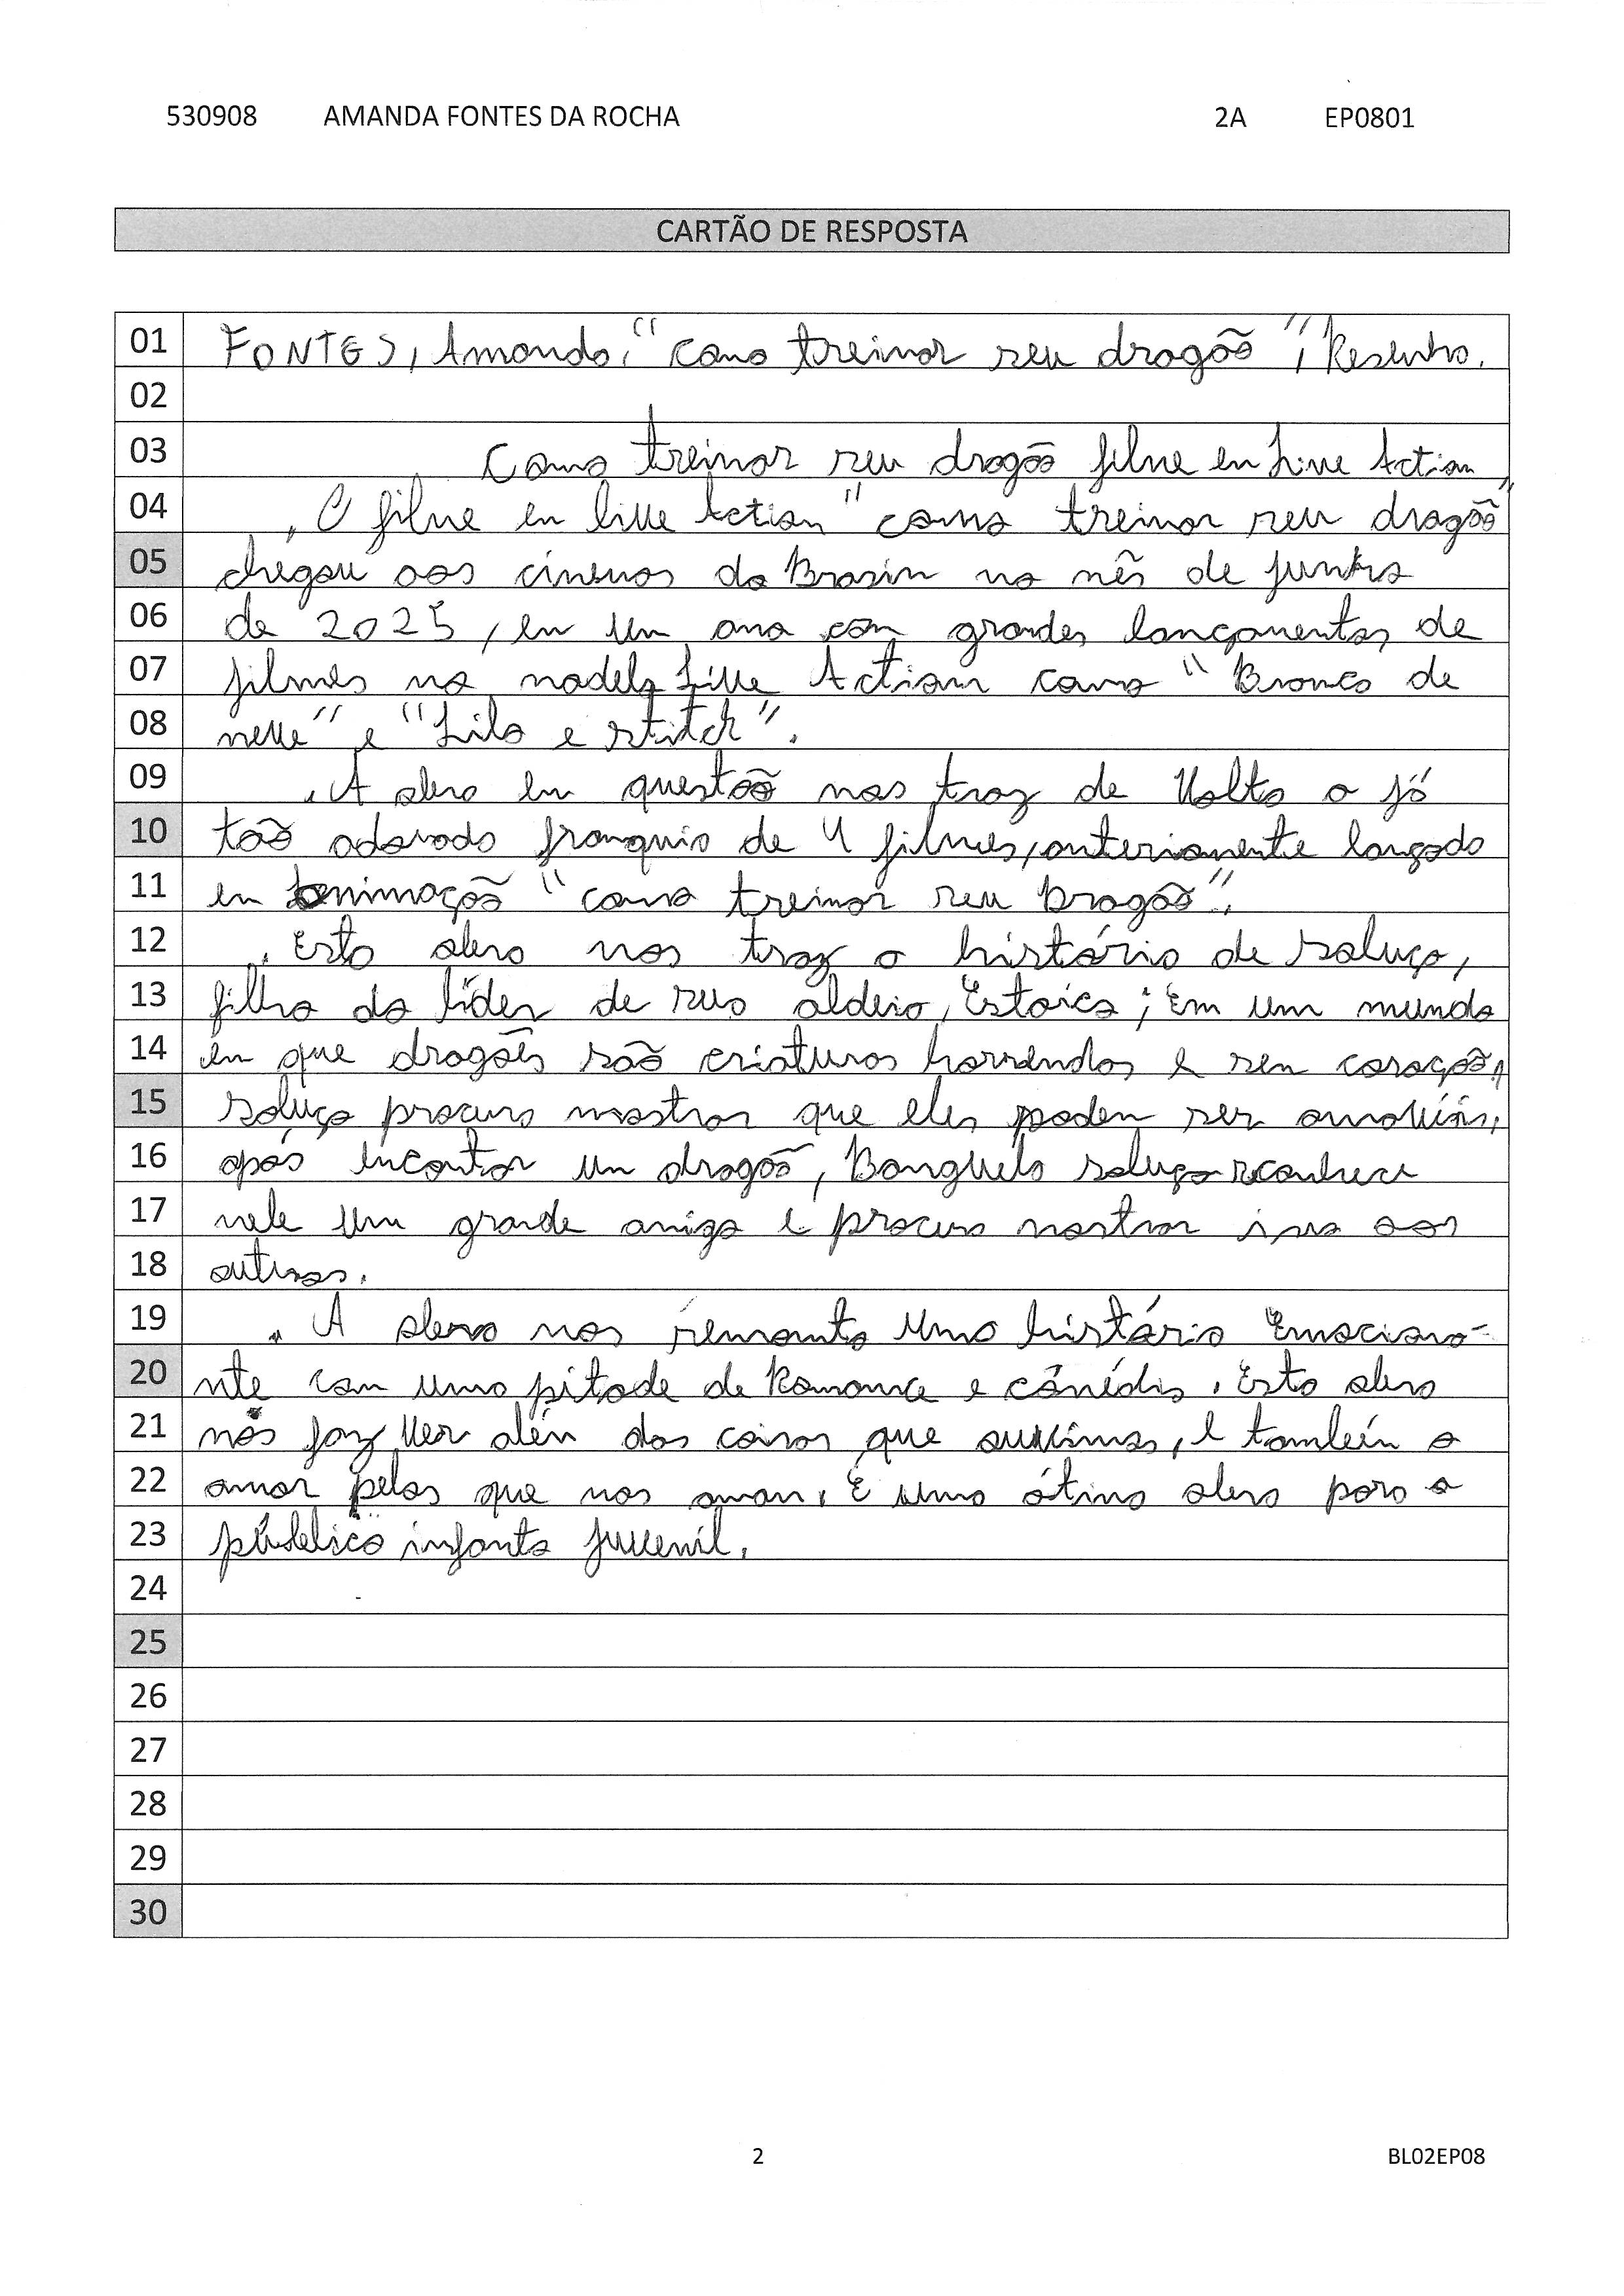 530908 AMANDA FONTES DA ROCHA 2A EP0801
CARTÃO DE RESPOSTA
01 FONTES, Amanda. "Como treinar seu dragão", Resenha.
02
03 Como treinar seu dragão filme em Live Action
04 O filme em live Action "como treinar seu dragão"
05 chegou aos cinemas do Brasin no mês de junho
06 de 2025, em um ano com grandes lançamentos de
07 filmes no modelo Live Action como "Branco de
08 neve" e "Lilo e stitch".
09 A obra em questão nos traz de volta a já
10 tão adorada franquia de 4 filmes, anteriomente lançada
11 em animação "como treinar seu Dragão".
12 Esta obra nos traz a história de soluço,
13 filho do líder de sua aldeia, Estoico; Em um mundo
14 em que dragões são criaturas horrendas e sem coração,
15 soluço procura mostrar que eles podem ser amavéis,
16 após encontar um dragão, Banguela soluço reconhece
17 nele um grande amigo e procura mostrar isso aos
18 outros.
19 A obra nos remonta uma história Emociona-
20 nte com uma pitade de Romance e cômédia. Esta obra
21 nós faz ver além das coisas que ouvimos, e também o
22 amor pelos que nos amam. É uma ótima obra para o
23 público infanto juvenil.
24
25
26
27
28
29
30
2 BL02EP08